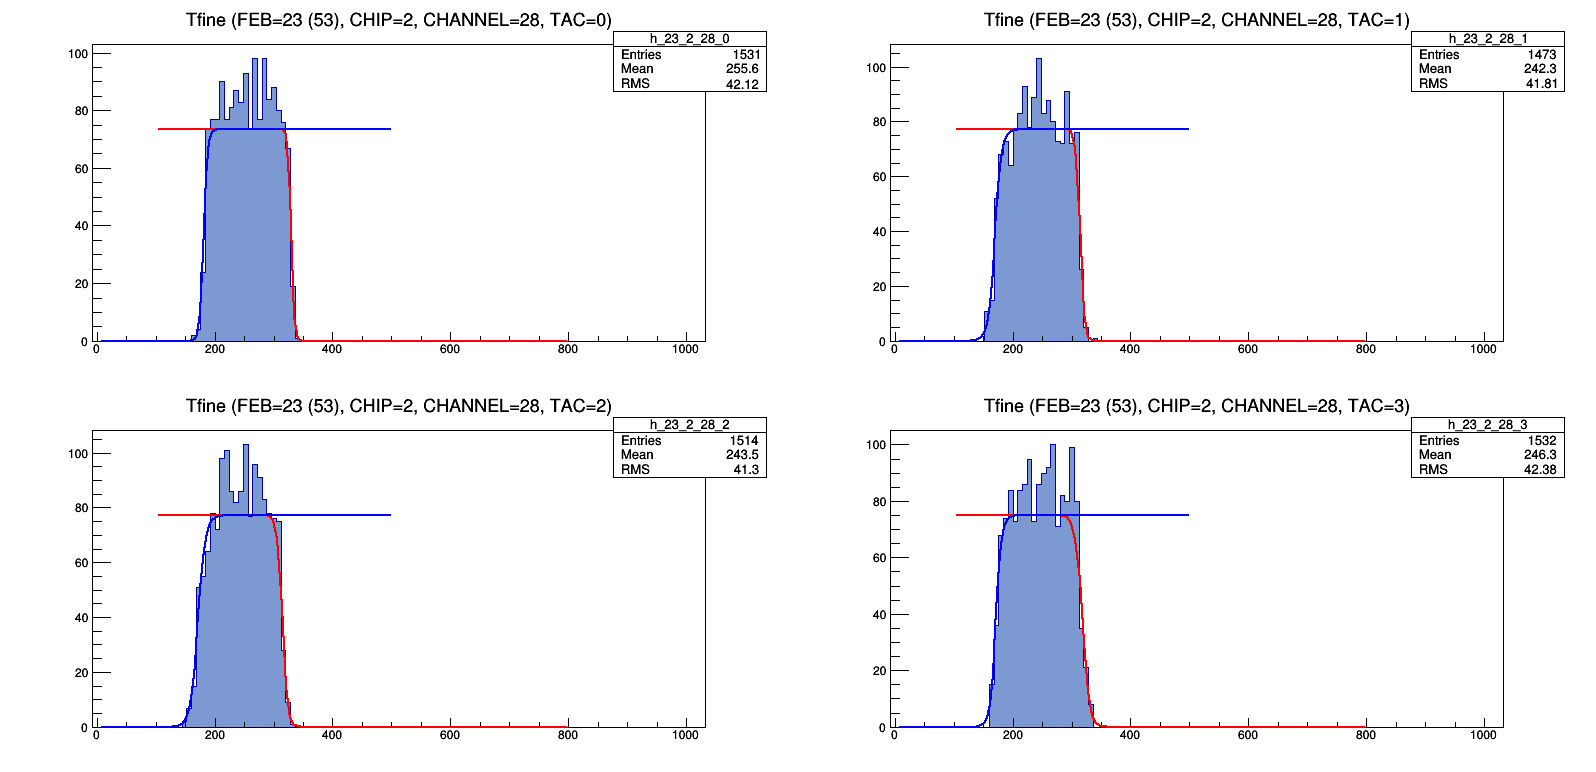 Tfine (FEB=23 (53), CHIP=2, CHANNEL=28, TAC=0)
h_23_2_28_0
Entries 1531
Mean 255.6
RMS 42.12
100
80
60
40
20
0
0 200 400 600 800 1000
Tfine (FEB=23 (53), CHIP=2, CHANNEL=28, TAC=1)
h_23_2_28_1
Entries 1473
Mean 242.3
RMS 41.81
100
80
60
40
20
0
0 200 400 600 800 1000
Tfine (FEB=23 (53), CHIP=2, CHANNEL=28, TAC=2)
h_23_2_28_2
Entries 1514
Mean 243.5
RMS 41.3
100
80
60
40
20
0
0 200 400 600 800 1000
Tfine (FEB=23 (53), CHIP=2, CHANNEL=28, TAC=3)
h_23_2_28_3
Entries 1532
Mean 246.3
RMS 42.38
100
80
60
40
20
0
0 200 400 600 800 1000